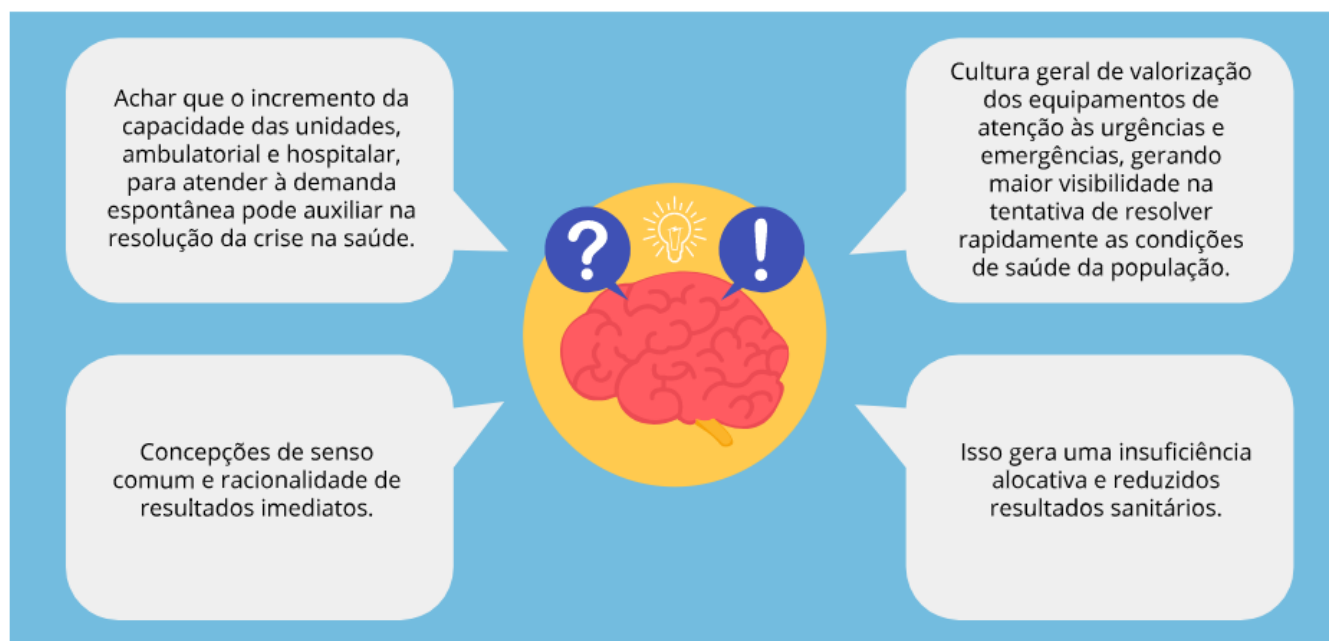 Achar que o incremento da
capacidade das unidades,
ambulatorial e hospitalar,
para atender à demanda
espontânea pode auxiliar na
resolução da crise na saúde.
Cultura geral de valorização
dos equipamentos de
atenção às urgências e
emergências, gerando
maior visibilidade na
tentativa de resolver
rapidamente as condições
de saúde da população.
? !
Concepções de senso
comum e racionalidade de
resultados imediatos.
Isso gera uma insuficiência
alocativa e reduzidos
resultados sanitários.